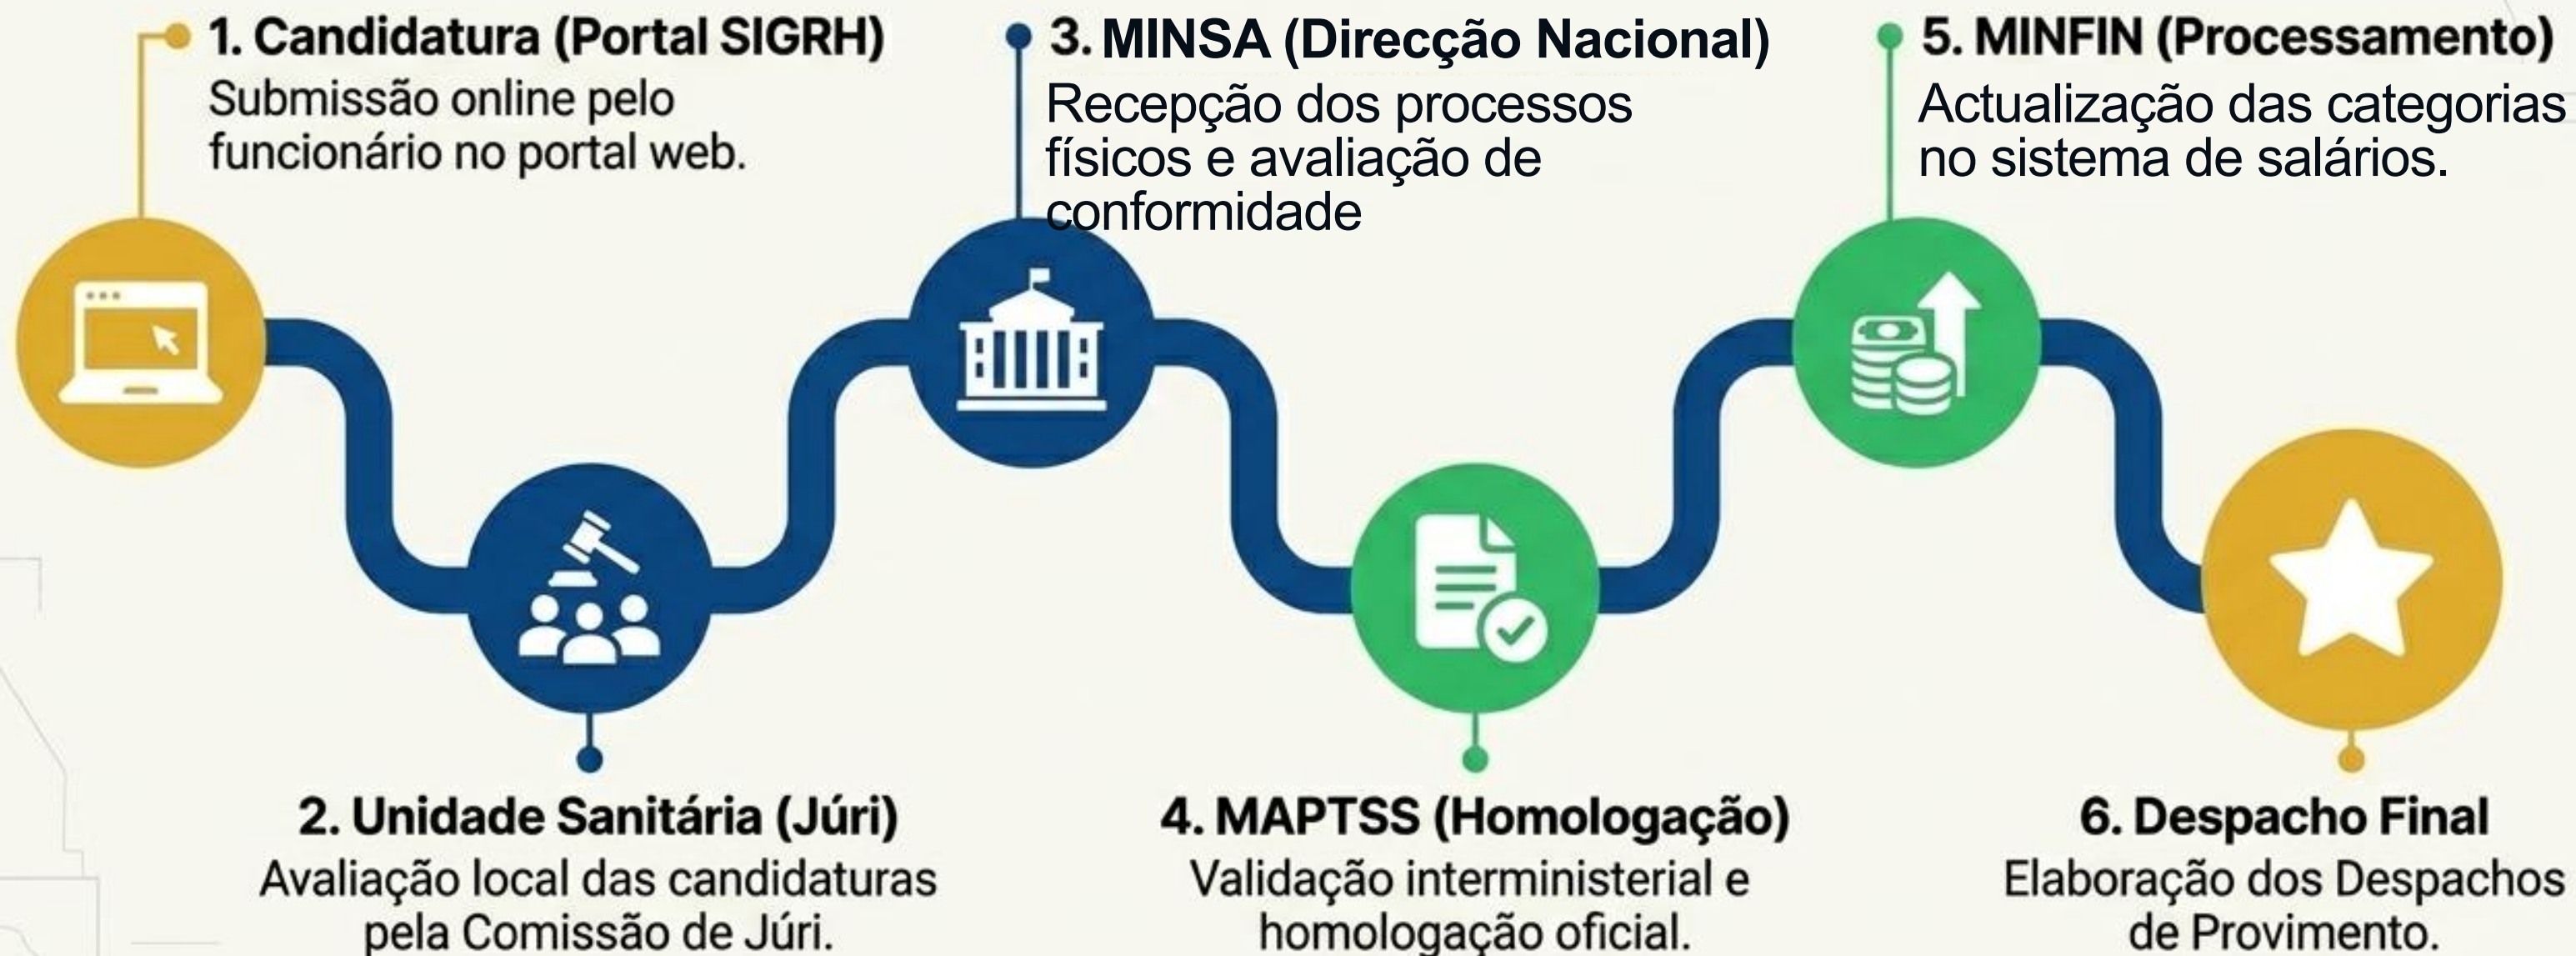 1. Candidatura (Portal SIGRH)
Submissão online pelo
funcionário no portal web.
2. Unidade Sanitária (Júri)
Avaliação local das candidaturas
pela Comissão de Júri.
3. MINSA (Direcção Nacional)
Recepção dos processos
físicos e avaliação de
conformidade
4. MAPTSS (Homologação)
Validação interministerial e
homologação oficial.
5. MINFIN (Processamento)
Actualização das categorias
no sistema de salários.
6. Despacho Final
Elaboração dos Despachos
de Provimento.